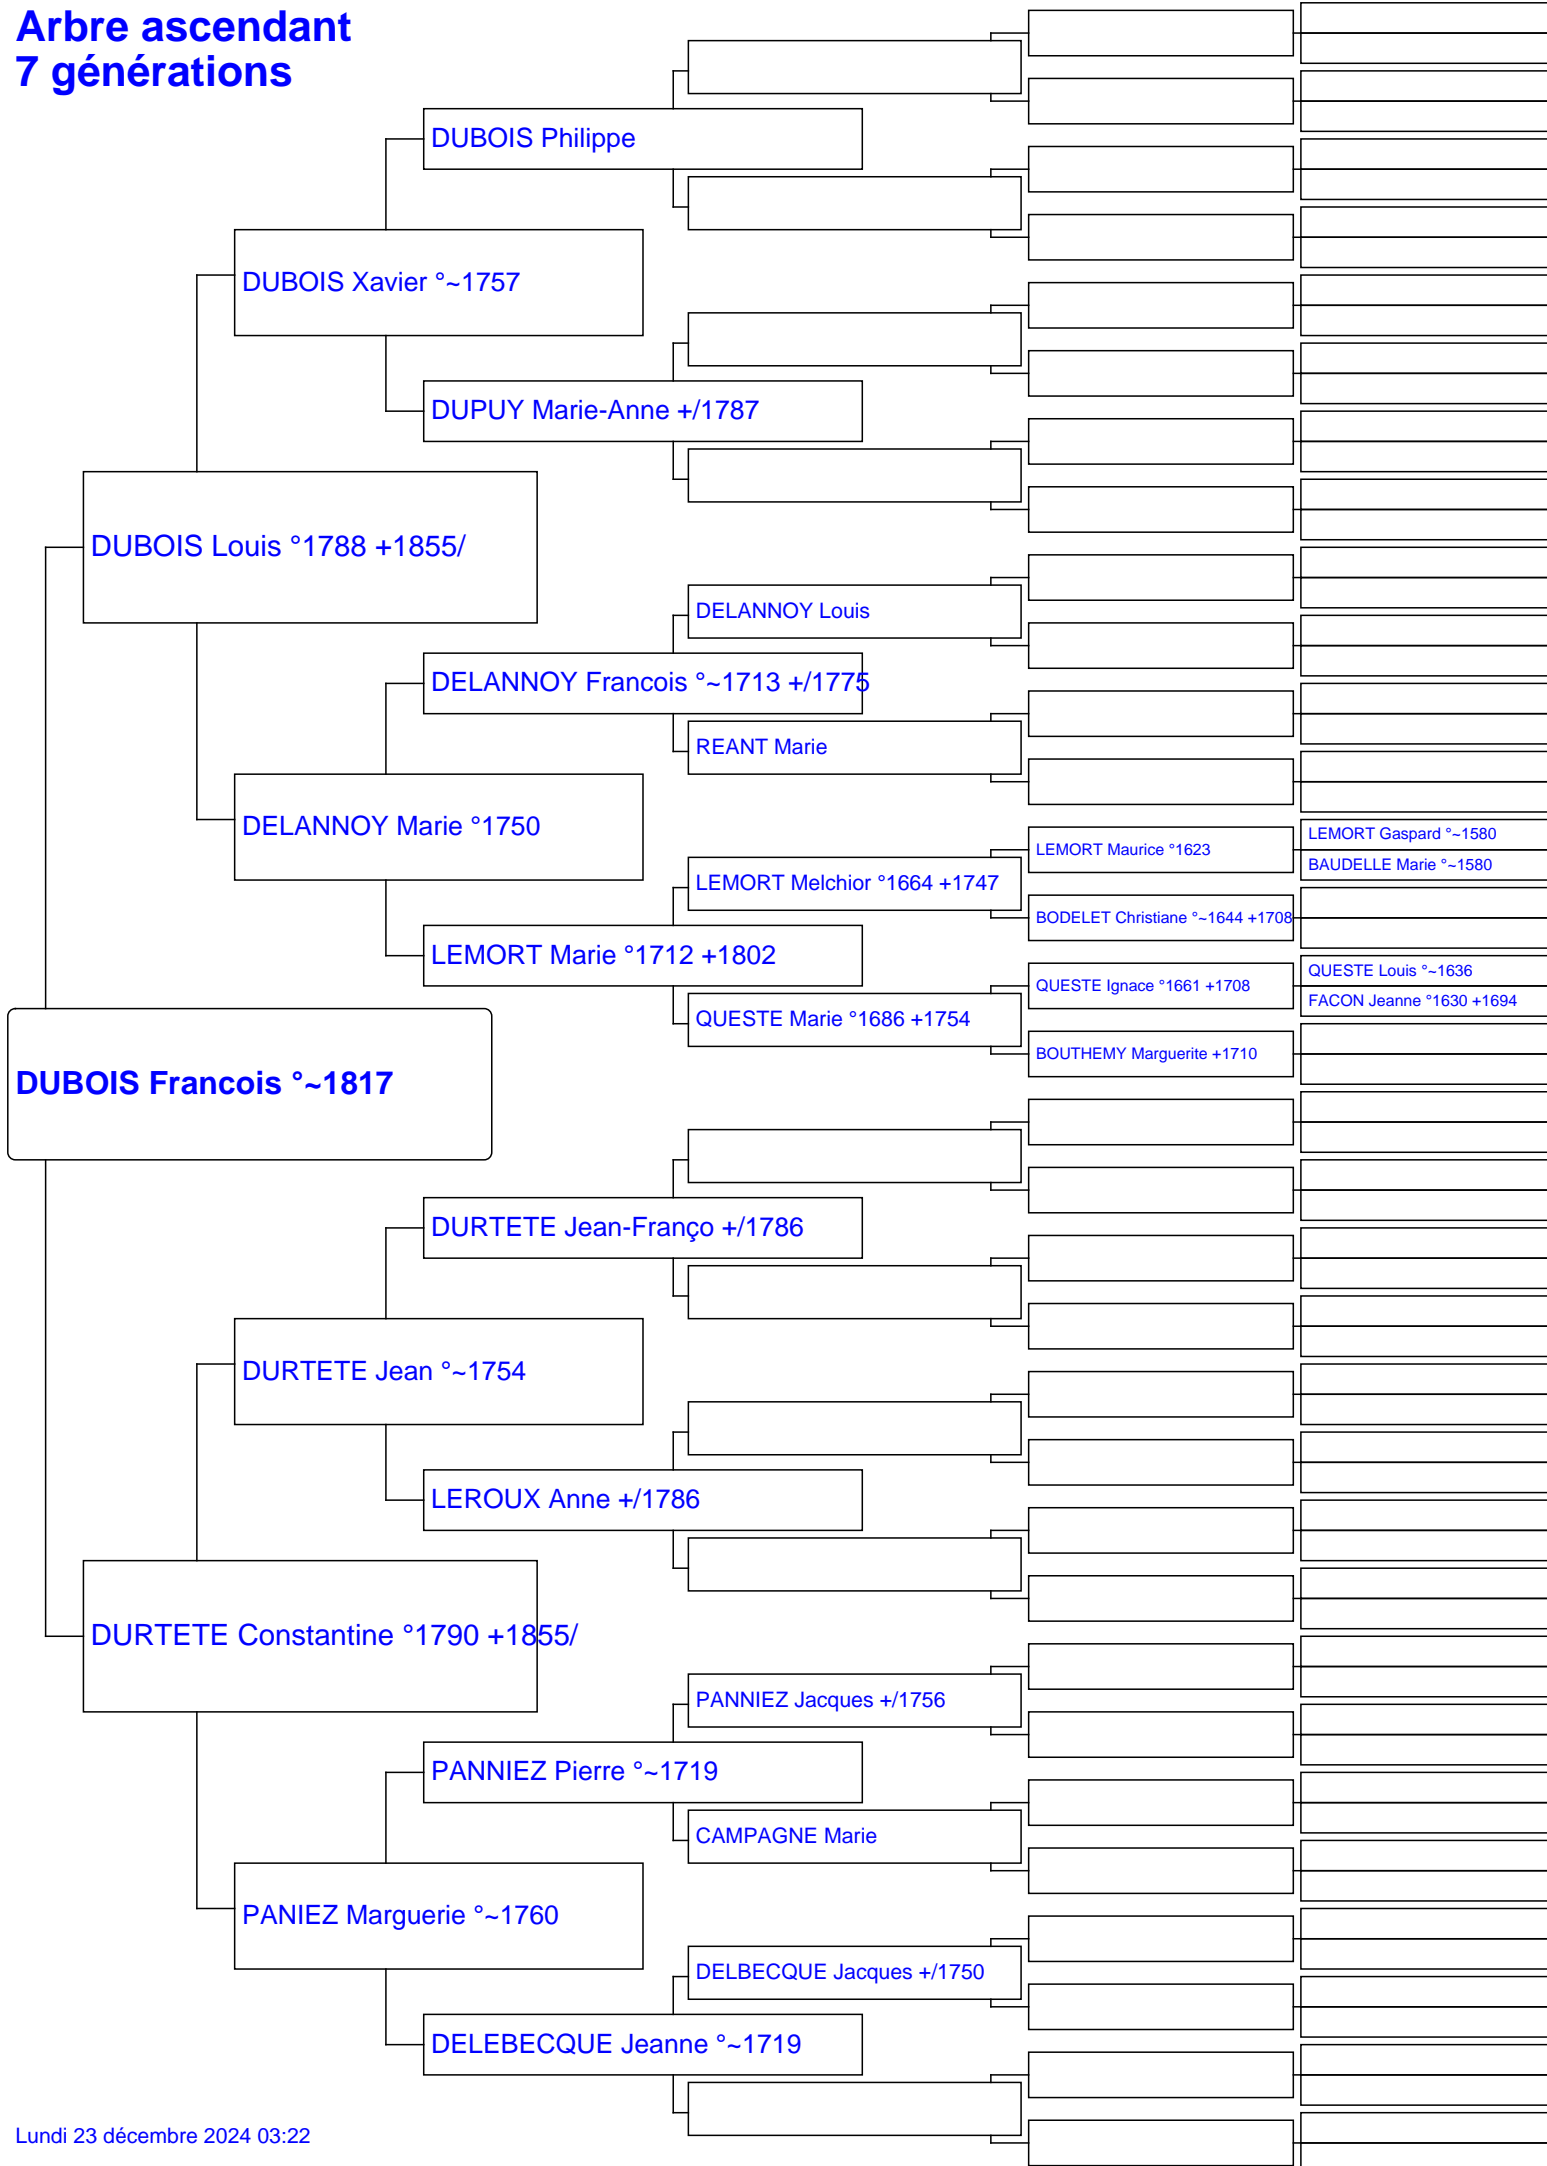 Arbre ascendant
7 générations
DUBOIS Philippe
DUBOIS Xavier °~1757
DUPUY Marie-Anne +/1787
DUBOIS Louis °1788 +1855/
DELANNOY Louis
DELANNOY Francois °~1713 +/1775
REANT Marie
DELANNOY Marie °1750
LEMORT Gaspard °~1580
LEMORT Maurice °1623
BAUDELLE Marie °~1580
LEMORT Melchior °1664 +1747
BODELET Christiane °~1644 +1708
LEMORT Marie °1712 +1802
QUESTE Louis °~1636
QUESTE Ignace °1661 +1708
FACON Jeanne °1630 +1694
QUESTE Marie °1686 +1754
BOUTHEMY Marguerite +1710
DUBOIS Francois °~1817
DURTETE Jean-Franço +/1786
DURTETE Jean °~1754
LEROUX Anne +/1786
DURTETE Constantine °1790 +1855/
PANNIEZ Jacques +/1756
PANNIEZ Pierre °~1719
CAMPAGNE Marie
PANIEZ Marguerie °~1760
DELBECQUE Jacques +/1750
DELEBECQUE Jeanne °~1719
Lundi 23 décembre 2024 03:22